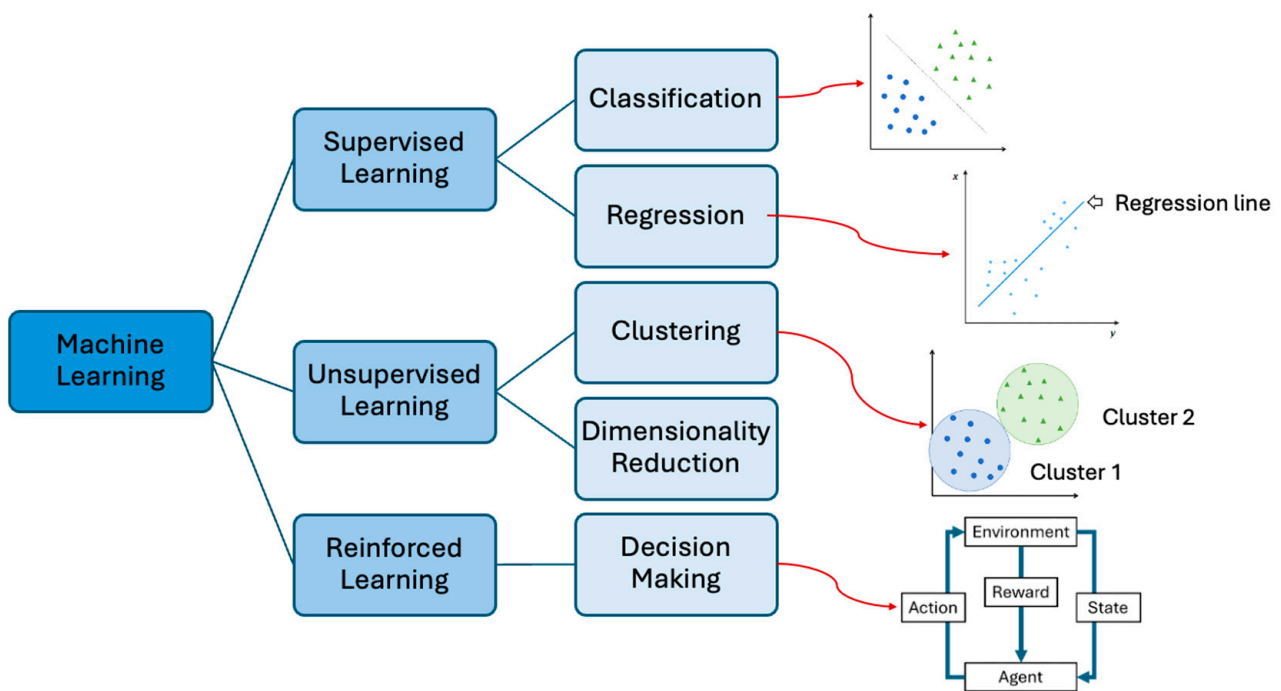 Machine
Learning
Supervised
Learning
Classification
Regression
x
y
Regression line
Unsupervised
Learning
Clustering
Dimensionality
Reduction
Cluster 2
Cluster 1
Reinforced
Learning
Decision
Making
Environment
Action
Reward
State
Agent